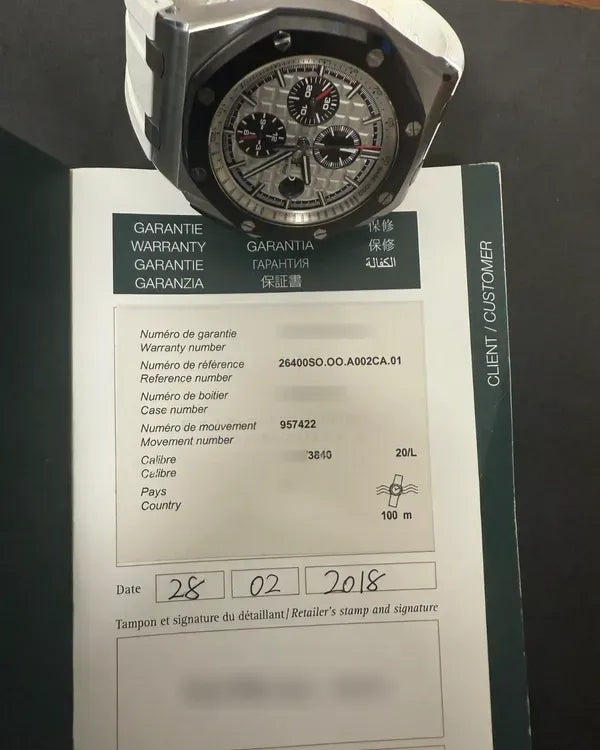 GARANTIE 保修
WARRANTY GARANTIA 保修
GARANTIE ГАРАНТИЯ الكفالة
GARANZIA 保証書
CLIENT / CUSTOMER
Numéro de garantie
Warranty number
Numéro de référence 26400SO.OO.A002CA.01
Reference number
Numéro de boitier
Case number
Numéro de mouvement 957422
Movement number
Calibre /3840 20/L
Calibre
Pays
Country
100 m
Date 28 02 2018
Tampon et signature du détaillant / Retailer's stamp and signature